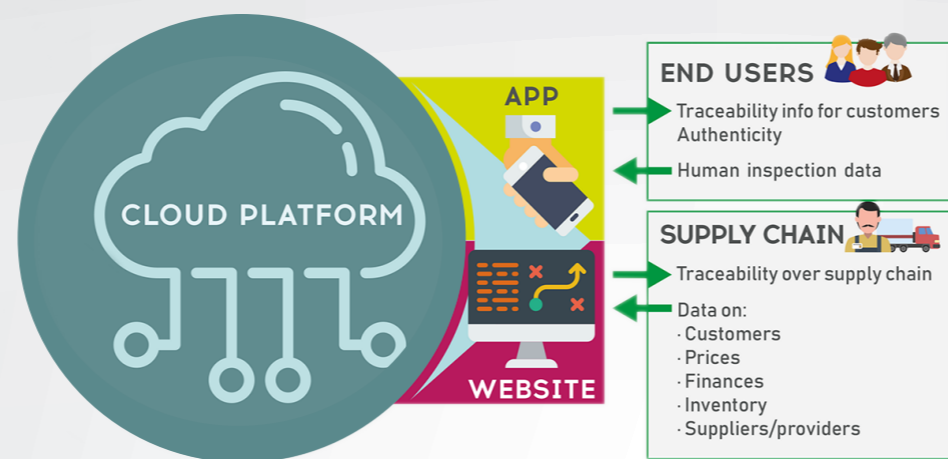 CLOUD PLATFORM
APP
WEBSITE
END USERS
Traceability info for customers
Authenticity
Human inspection data
SUPPLY CHAIN
Traceability over supply chain
Data on:
· Customers
· Prices
· Finances
· Inventory
· Suppliers/providers